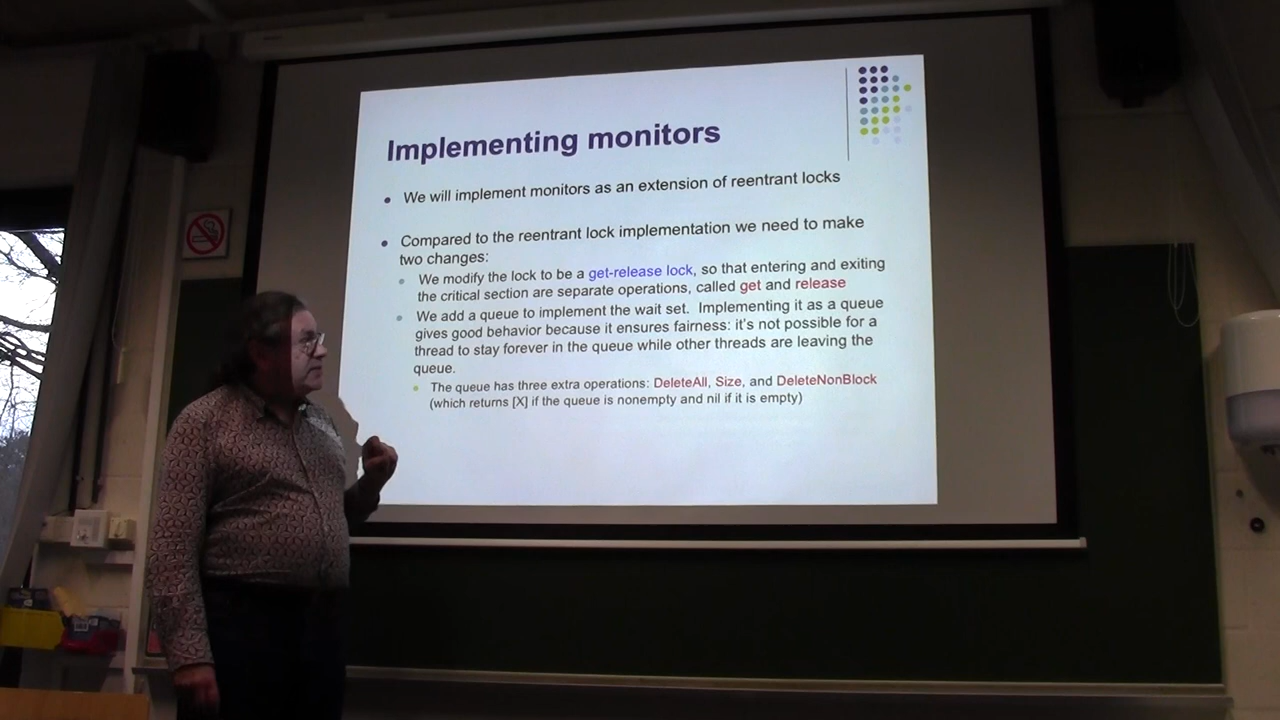 Implementing monitors
We will implement monitors as an extension of reentrant locks
Compared to the reentrant lock implementation we need to make
two changes:
We modify the lock to be a get-release lock, so that entering and exiting
the critical section are separate operations, called get and release
We add a queue to implement the wait set. Implementing it as a queue
gives good behavior because it ensures fairness: it's not possible for a
thread to stay forever in the queue while other threads are leaving the
queue.
The queue has three extra operations: DeleteAll, Size, and DeleteNonBlock
(which returns [X] if the queue is nonempty and nil if it is empty)